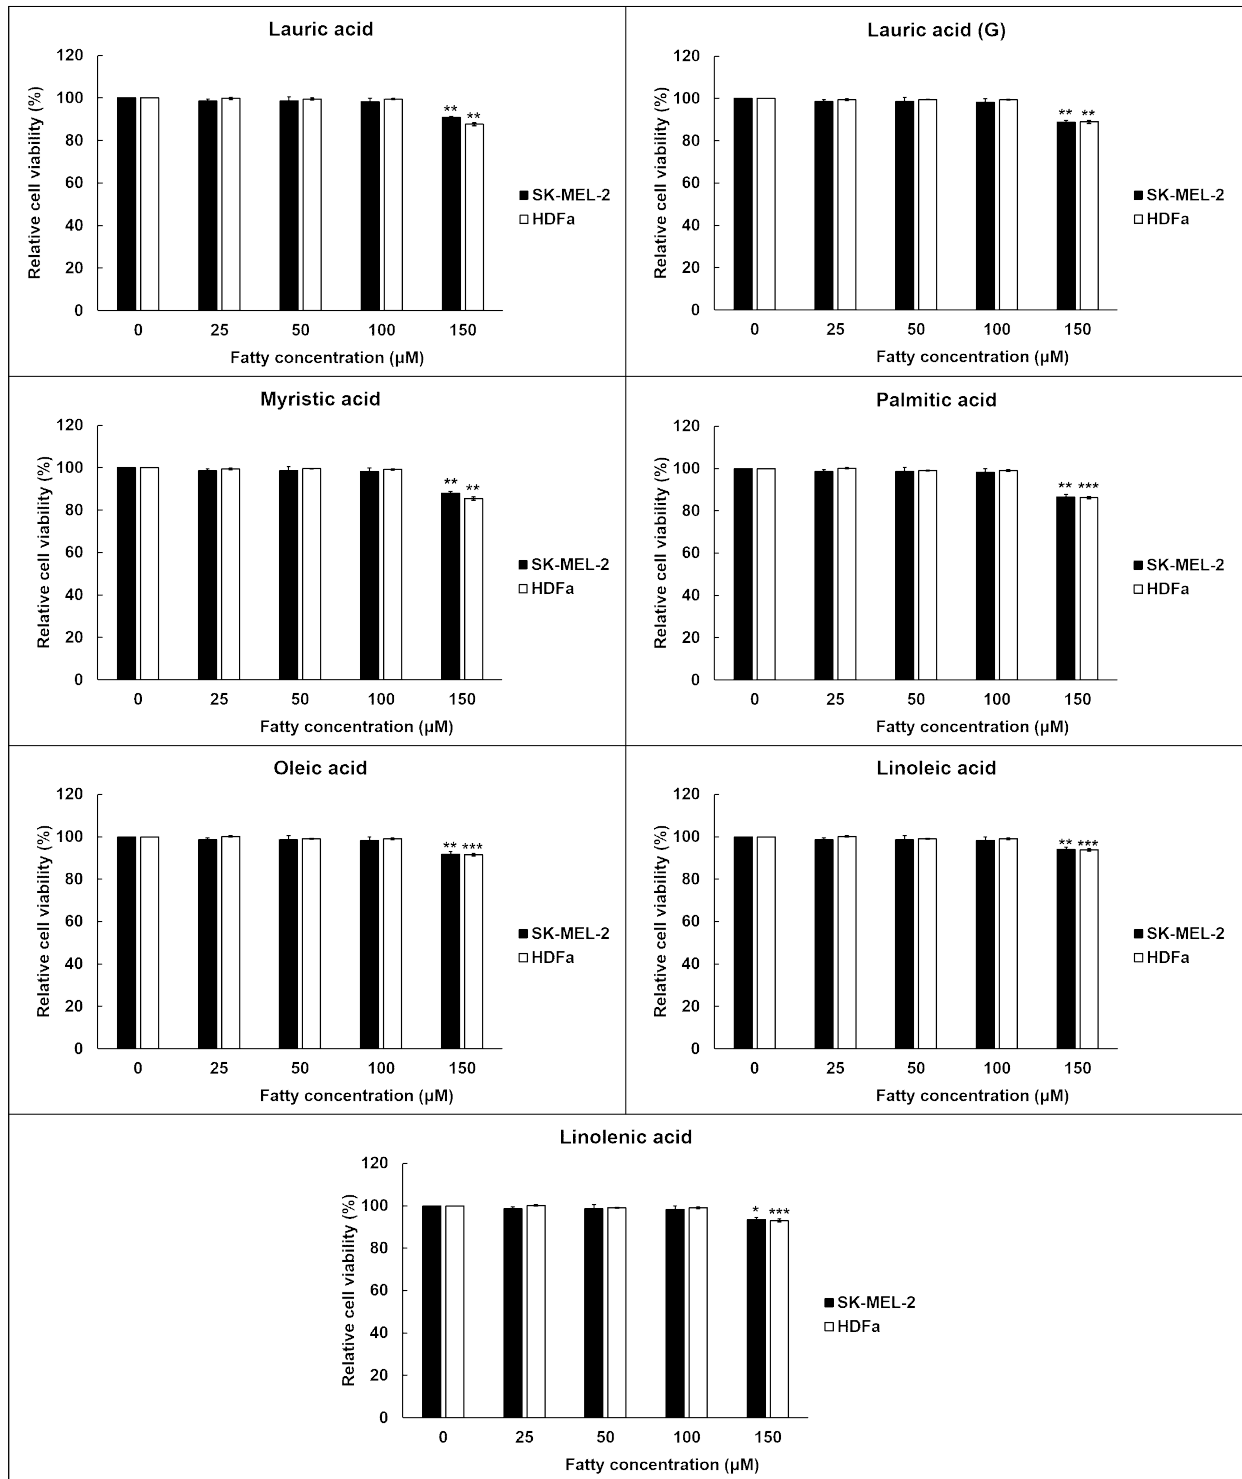 Lauric acid
Relative cell viability (%)
120
100
80
60
40
20
0
** **
0 25 50 100 150
Fatty concentration (µM)
SK-MEL-2
HDFa
Lauric acid (G)
Relative cell viability (%)
120
100
80
60
40
20
0
** **
0 25 50 100 150
Fatty concentration (µM)
SK-MEL-2
HDFa
Myristic acid
Relative cell viability (%)
120
100
80
60
40
20
0
** **
0 25 50 100 150
Fatty concentration (µM)
SK-MEL-2
HDFa
Palmitic acid
Relative cell viability (%)
120
100
80
60
40
20
0
** ***
0 25 50 100 150
Fatty concentration (µM)
SK-MEL-2
HDFa
Oleic acid
Relative cell viability (%)
120
100
80
60
40
20
0
** ***
0 25 50 100 150
Fatty concentration (µM)
SK-MEL-2
HDFa
Linoleic acid
Relative cell viability (%)
120
100
80
60
40
20
0
** ***
0 25 50 100 150
Fatty concentration (µM)
SK-MEL-2
HDFa
Linolenic acid
Relative cell viability (%)
120
100
80
60
40
20
0
* ***
0 25 50 100 150
Fatty concentration (µM)
SK-MEL-2
HDFa